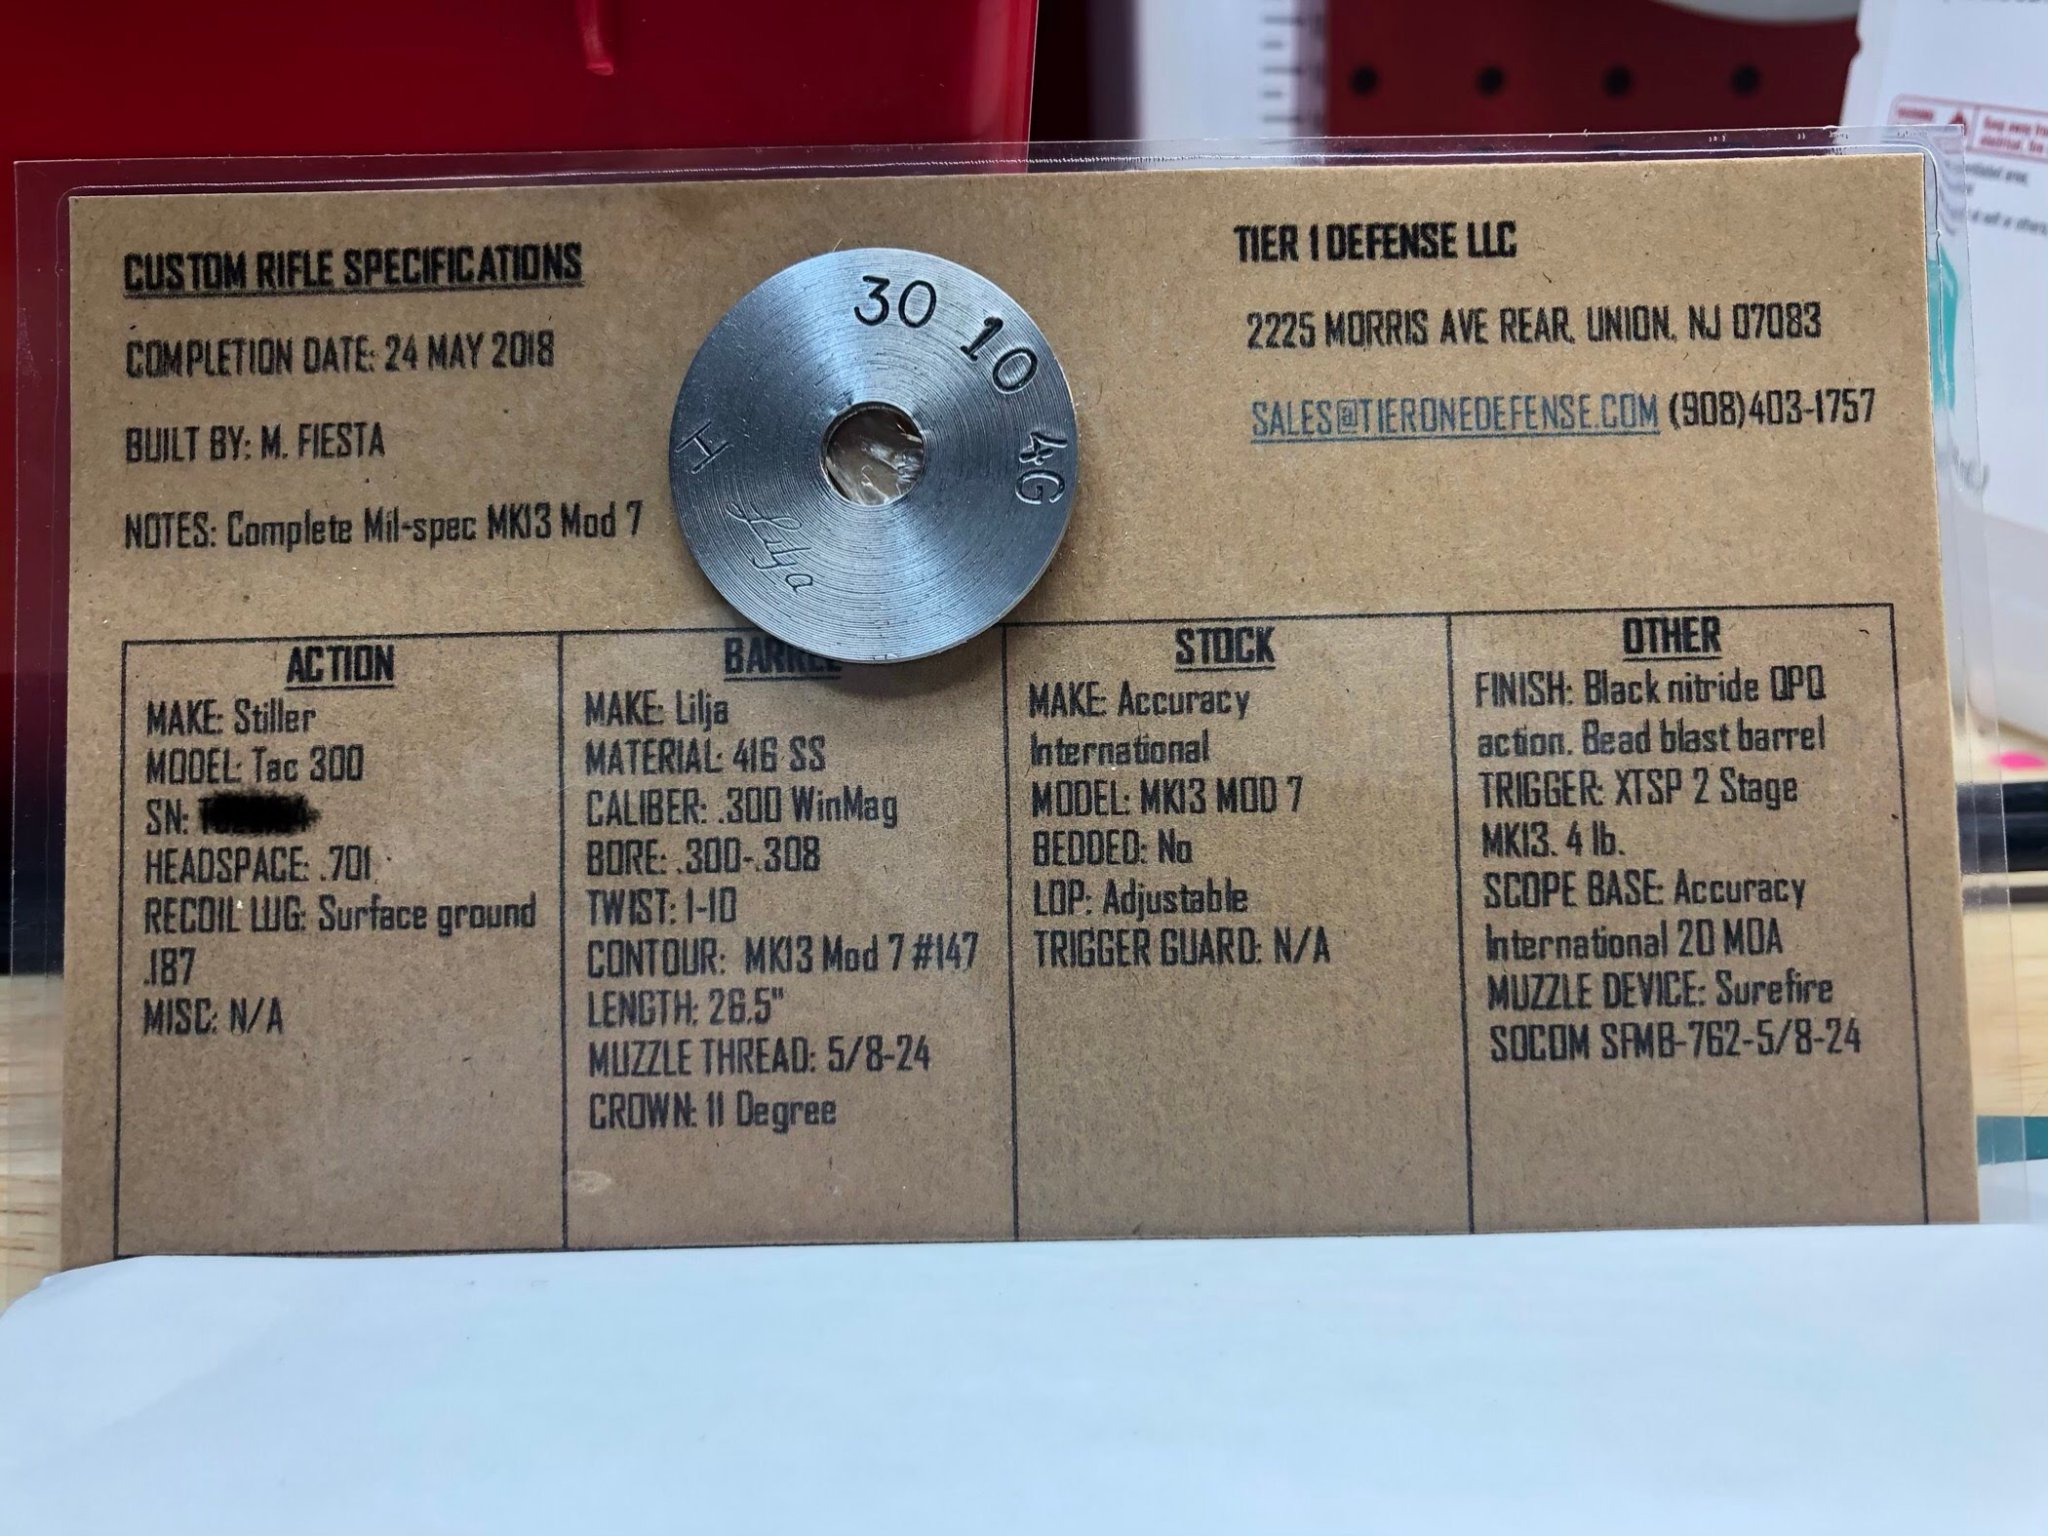 CUSTOM RIFLE SPECIFICATIONS
COMPLETION DATE: 24 MAY 2018
BUILT BY: M. FIESTA
NOTES: Complete Mil-spec MK13 Mod 7
30 10 4G
H Lilja
TIER 1 DEFENSE LLC
2225 MORRIS AVE REAR, UNION, NJ 07083
SALES@TIERONEDEFENSE.COM (908)403-1757
ACTION
MAKE: Stiller
MODEL: Tac 300
SN:
HEADSPACE: .701
RECOIL LUG: Surface ground
.187
MISC: N/A
BARREL
MAKE: Lilja
MATERIAL: 416 SS
CALIBER: .300 WinMag
BORE: .300-.308
TWIST: 1-10
CONTOUR: MK13 Mod 7 #147
LENGTH: 26.5"
MUZZLE THREAD: 5/8-24
CROWN: 11 Degree
STOCK
MAKE: Accuracy
International
MODEL: MK13 MOD 7
BEDDED: No
LOP: Adjustable
TRIGGER GUARD: N/A
OTHER
FINISH: Black nitride QPQ
action. Bead blast barrel
TRIGGER: XTSP 2 Stage
MK13. 4 lb.
SCOPE BASE: Accuracy
International 20 MOA
MUZZLE DEVICE: Surefire
SOCOM SFMB-762-5/8-24